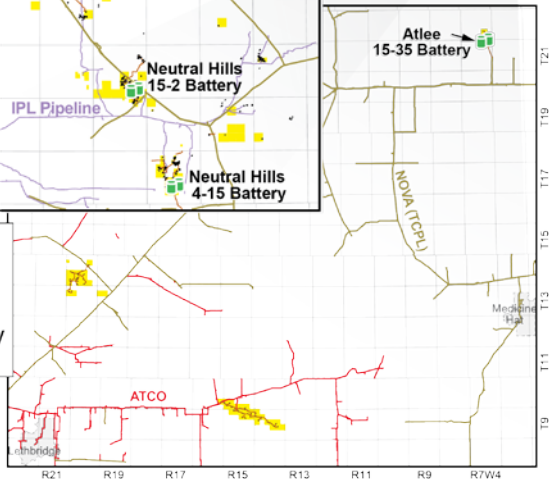 Atlee
15-35 Battery
Neutral Hills
15-2 Battery
IPL Pipeline
Neutral Hills
4-15 Battery
NOVA (TCPL)
Medicine
Hat
ATCO
Lethbridge
T21
T19
T17
T15
T13
T11
T9
R21
R19
R17
R15
R13
R11
R9
R7W4